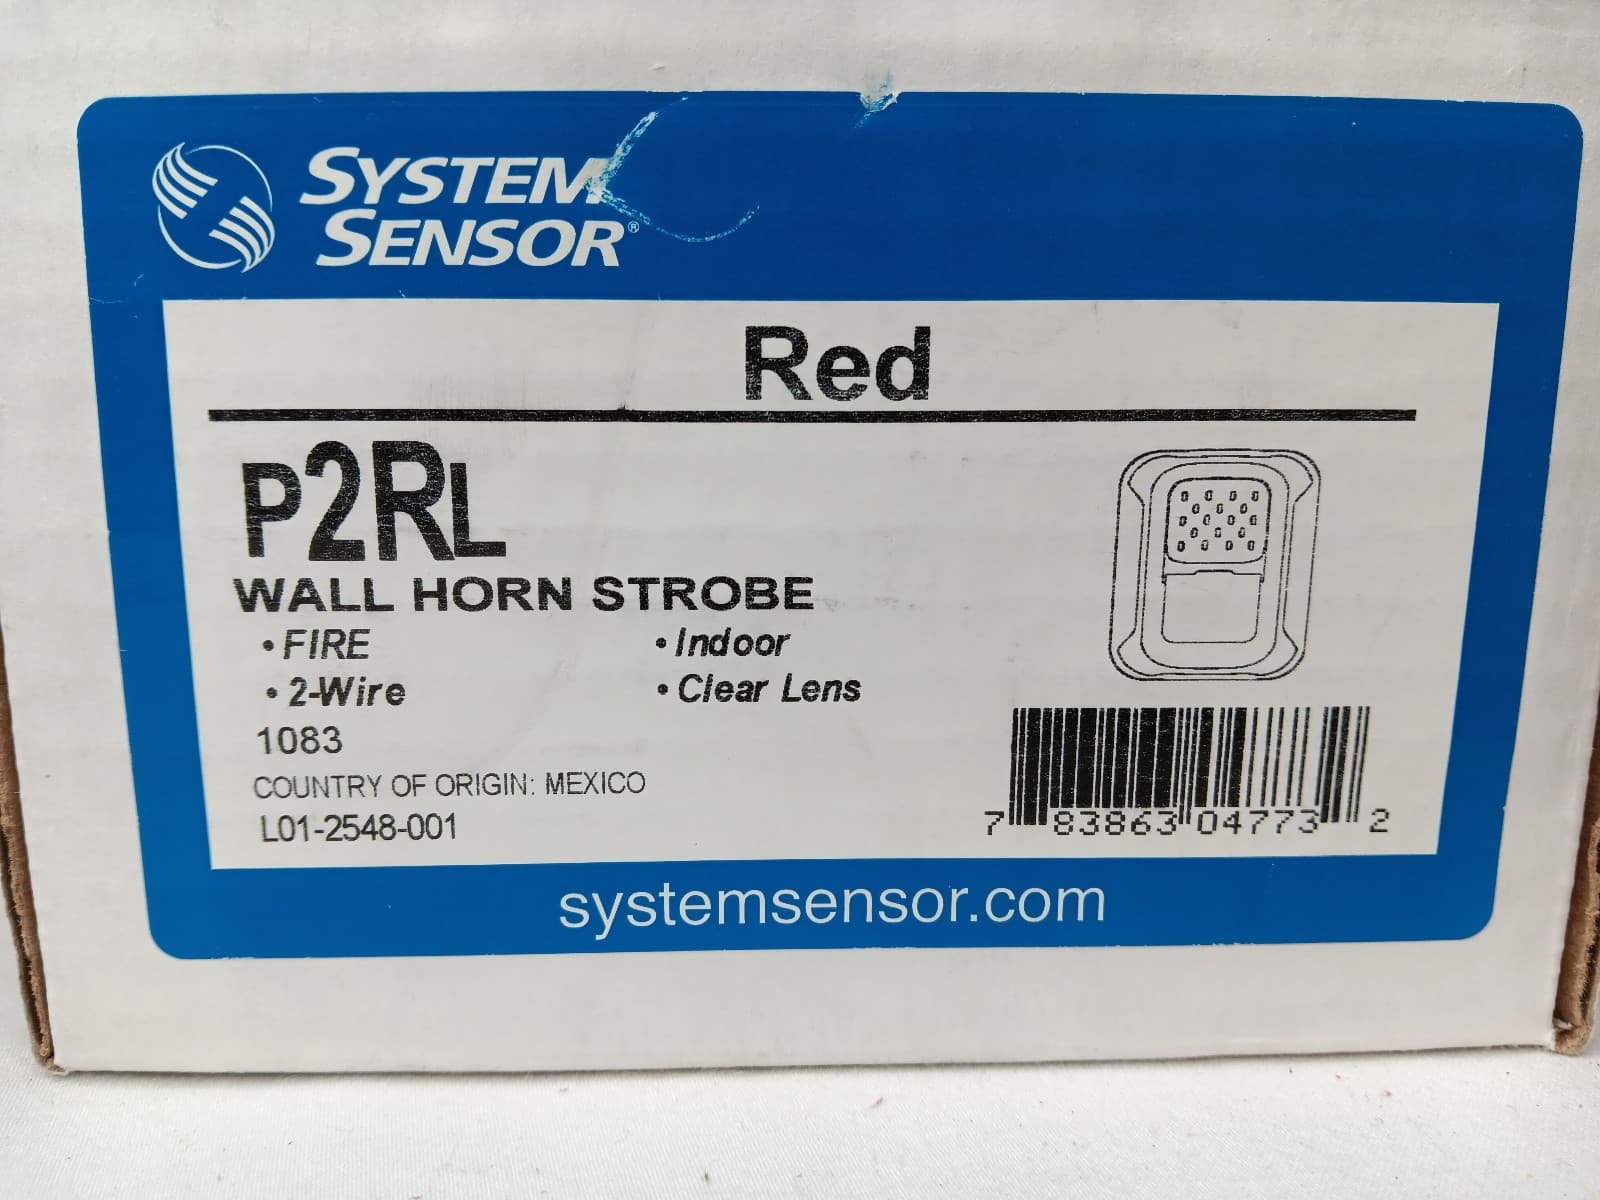 SYSTEM
SENSOR®
Red
P2RL
WALL HORN STROBE
• FIRE
• Indoor
• 2-Wire
• Clear Lens
1083
COUNTRY OF ORIGIN: MEXICO
L01-2548-001
7 83863 04773 2
systemsensor.com